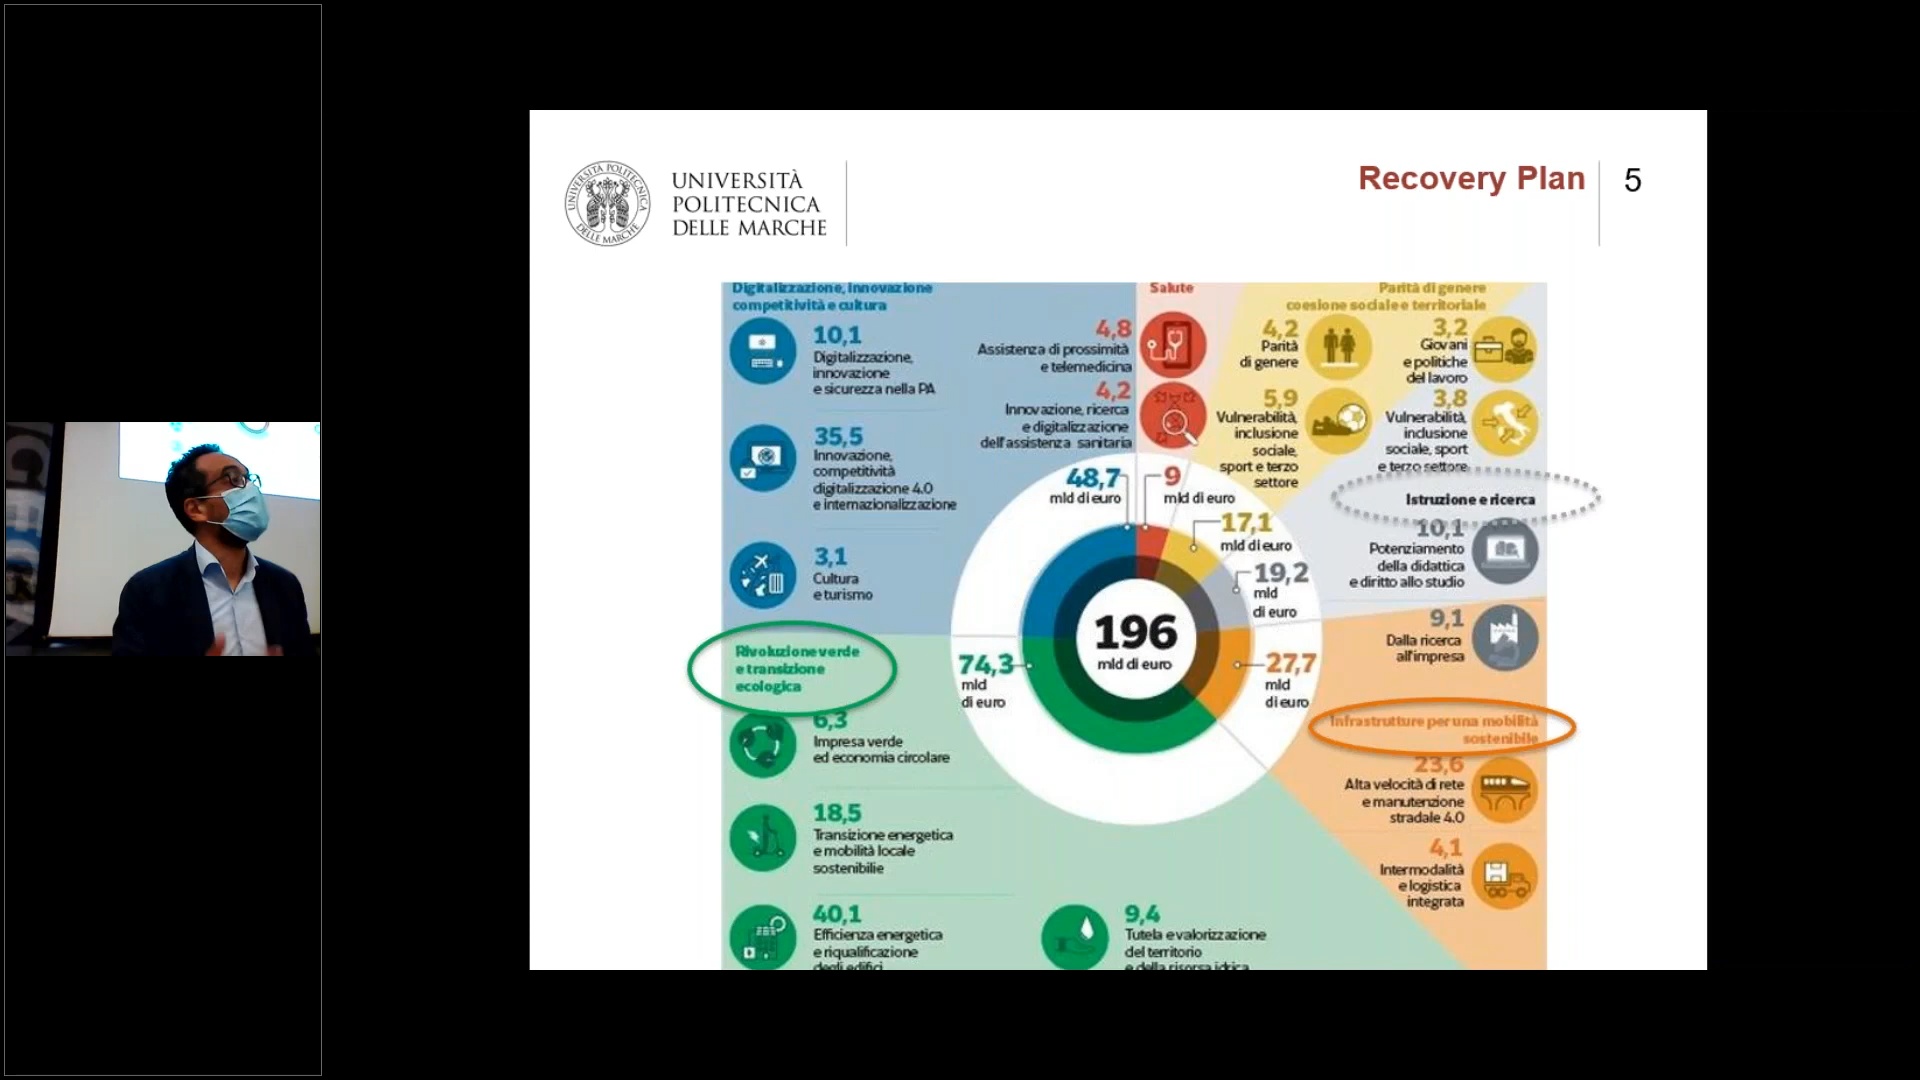 UNIVERSITÀ
POLITECNICA
DELLE MARCHE
UNIVERSITÀ POLITECNICA
DELLE MARCHE
Recovery Plan
5
Digitalizzazione, innovazione
competitività e cultura
10,1
Digitalizzazione,
innovazione
e sicurezza nella PA
35,5
Innovazione,
competitività
digitalizzazione 4.0
e internazionalizzazione
3,1
Cultura
e turismo
Salute
4,8
Assistenza di prossimità
e telemedicina
4,2
Innovazione, ricerca
e digitalizzazione
dell'assistenza sanitaria
Parità di genere
coesione sociale e territoriale
4,2
Parità
di genere
5,9
Vulnerabilità,
inclusione
sociale,
sport e terzo
settore
3,2
Giovani
e politiche
del lavoro
3,8
Vulnerabilità,
inclusione
sociale, sport
e terzo settore
Istruzione e ricerca
10,1
Potenziamento
della didattica
e diritto allo studio
9,1
Dalla ricerca
all'impresa
48,7
mld di euro
9
mld di euro
17,1
mld di euro
19,2
mld
di euro
27,7
mld
di euro
74,3
mld
di euro
196
mld di euro
Rivoluzione verde
e transizione
ecologica
6,3
Impresa verde
ed economia circolare
18,5
Transizione energetica
e mobilità locale
sostenibilie
40,1
Efficienza energetica
e riqualificazione
degli edifici
9,4
Tutela e valorizzazione
del territorio
e della risorsa idrica
Infrastrutture per una mobilità
sostenibile
23,6
Alta velocità di rete
e manutenzione
stradale 4.0
4,1
Intermodalità
e logistica
integrata